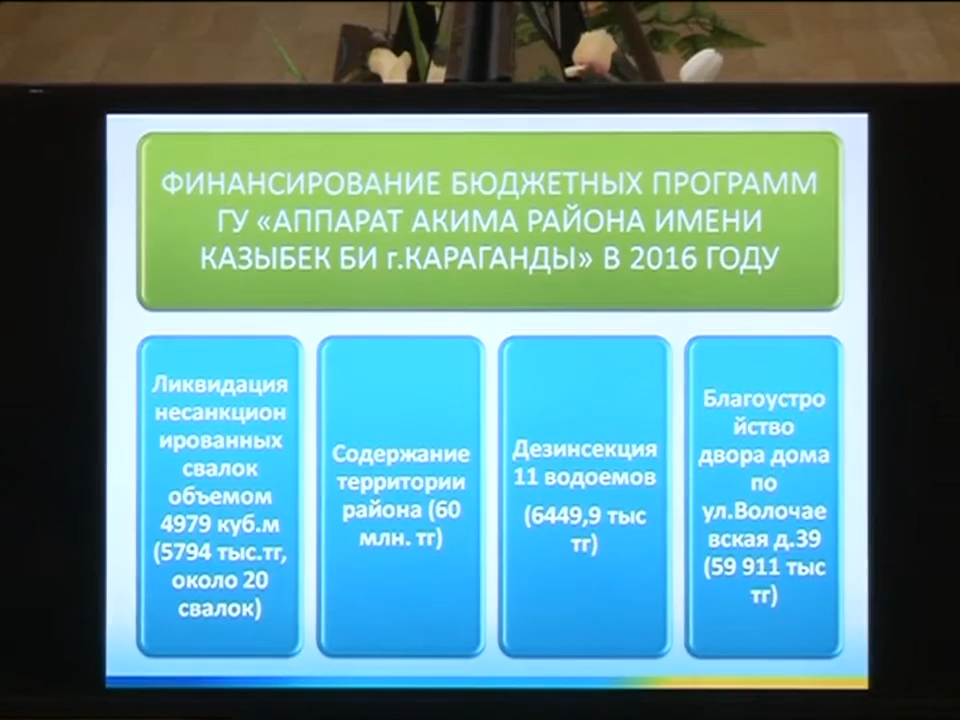 ФИНАНСИРОВАНИЕ БЮДЖЕТНЫХ ПРОГРАММ
ГУ «АППАРАТ АКИМА РАЙОНА ИМЕНИ
КАЗЫБЕК БИ г.КАРАГАНДЫ» В 2016 ГОДУ
Ликвидация
несанкцион
ированных
свалок
объемом
4979 куб.м
(5794 тыс.тг,
около 20
свалок)
Содержание
территории
района (60
млн. тг)
Дезинсекция
11 водоемов
(6449,9 тыс
тг)
Благоустро
йство
двора дома
по
ул.Волочае
вская д.39
(59 911 тыс
тг)